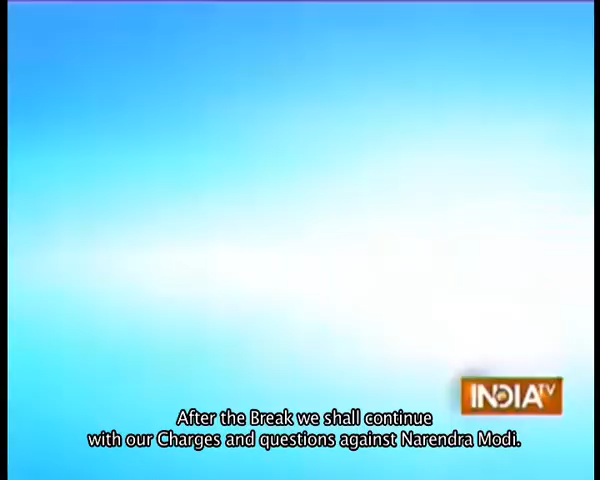 INDIA TV
After the Break we shall continue
with our Charges and questions against Narendra Modi.